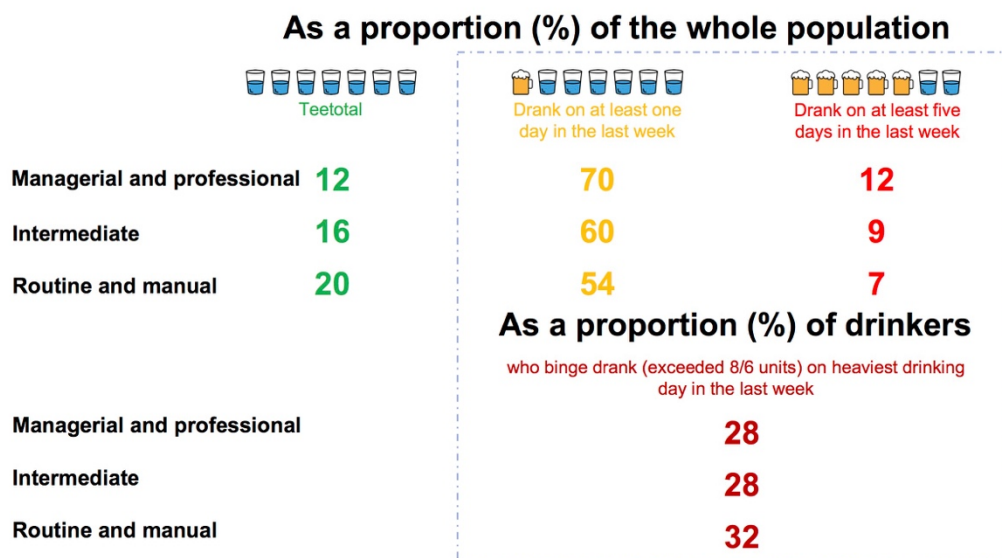 As a proportion (%) of the whole population
Teetotal
Drank on at least one
day in the last week
Drank on at least five
days in the last week
Managerial and professional 12 70 12
Intermediate 16 60 9
Routine and manual 20 54 7
As a proportion (%) of drinkers
who binge drank (exceeded 8/6 units) on heaviest drinking
day in the last week
Managerial and professional 28
Intermediate 28
Routine and manual 32